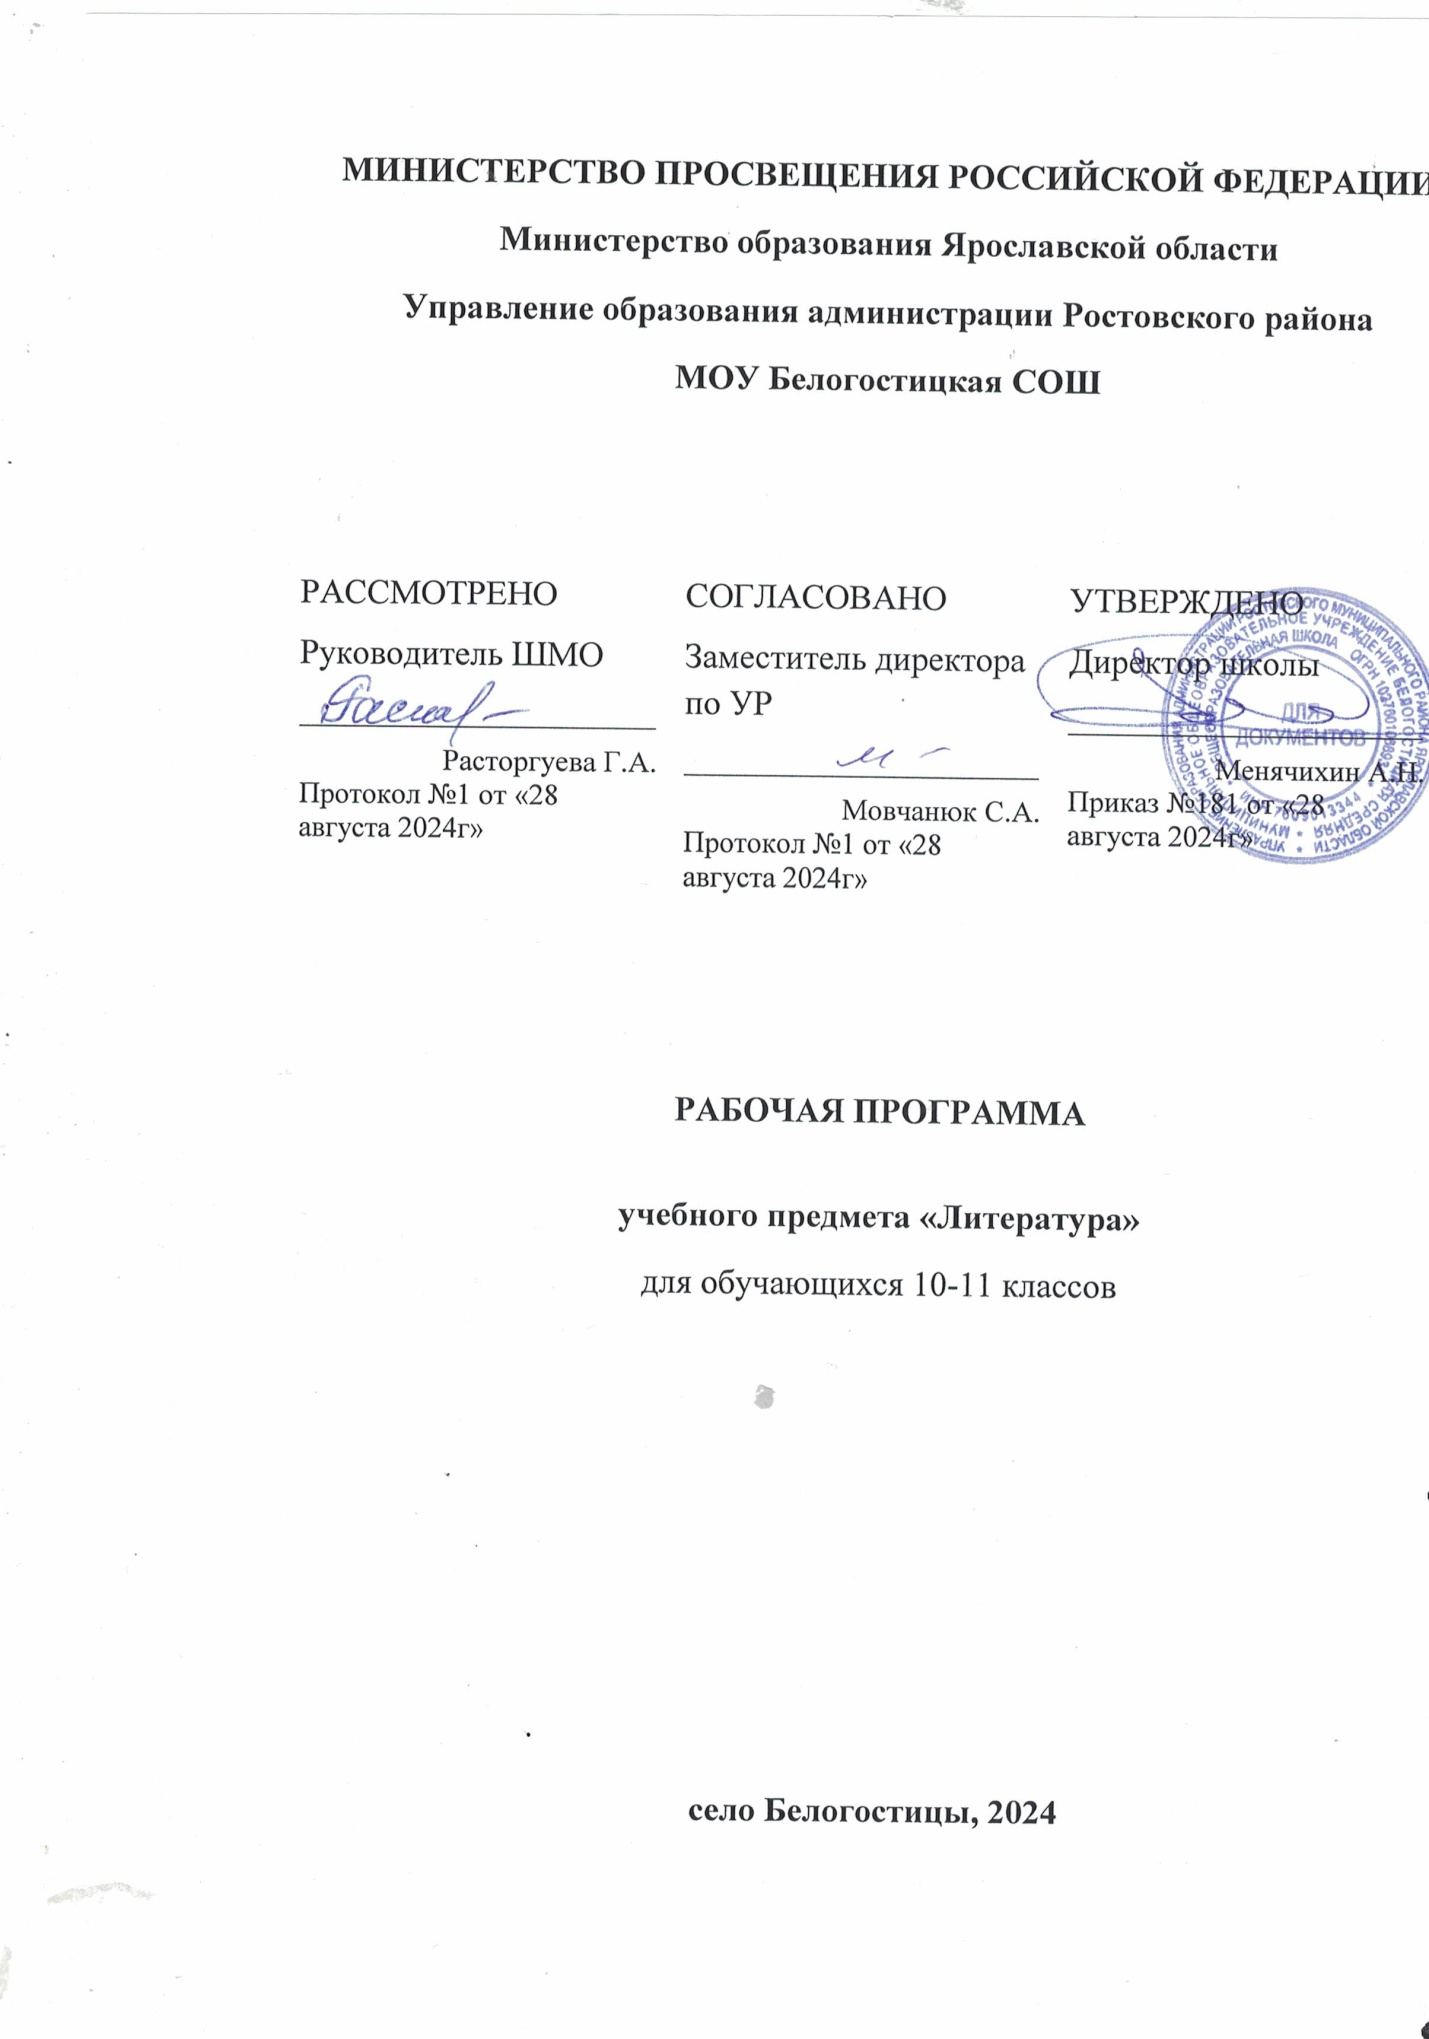 МИНИСТЕРСТВО ПРОСВЕЩЕНИЯ РОССИЙСКОЙ ФЕДЕРАЦИИ
Министерство образования Ярославской области
Управление образования администрации Ростовского района
МОУ Белогостицкая СОШ
РАССМОТРЕНО
Руководитель ШМО
Расторгуева Г.А.
Протокол №1 от «28
августа 2024г»
СОГЛАСОВАНО
Заместитель директора
по УР
Мовчанюк С.А.
Протокол №1 от «28
августа 2024г»
УТВЕРЖДЕНО
Директор школы
ДЛЯ
ДОКУМЕНТОВ
Менячихин А.Н.
Приказ №181 от «28
августа 2024г»
РАБОЧАЯ ПРОГРАММА
учебного предмета «Литература»
для обучающихся 10-11 классов
село Белогостицы, 2024